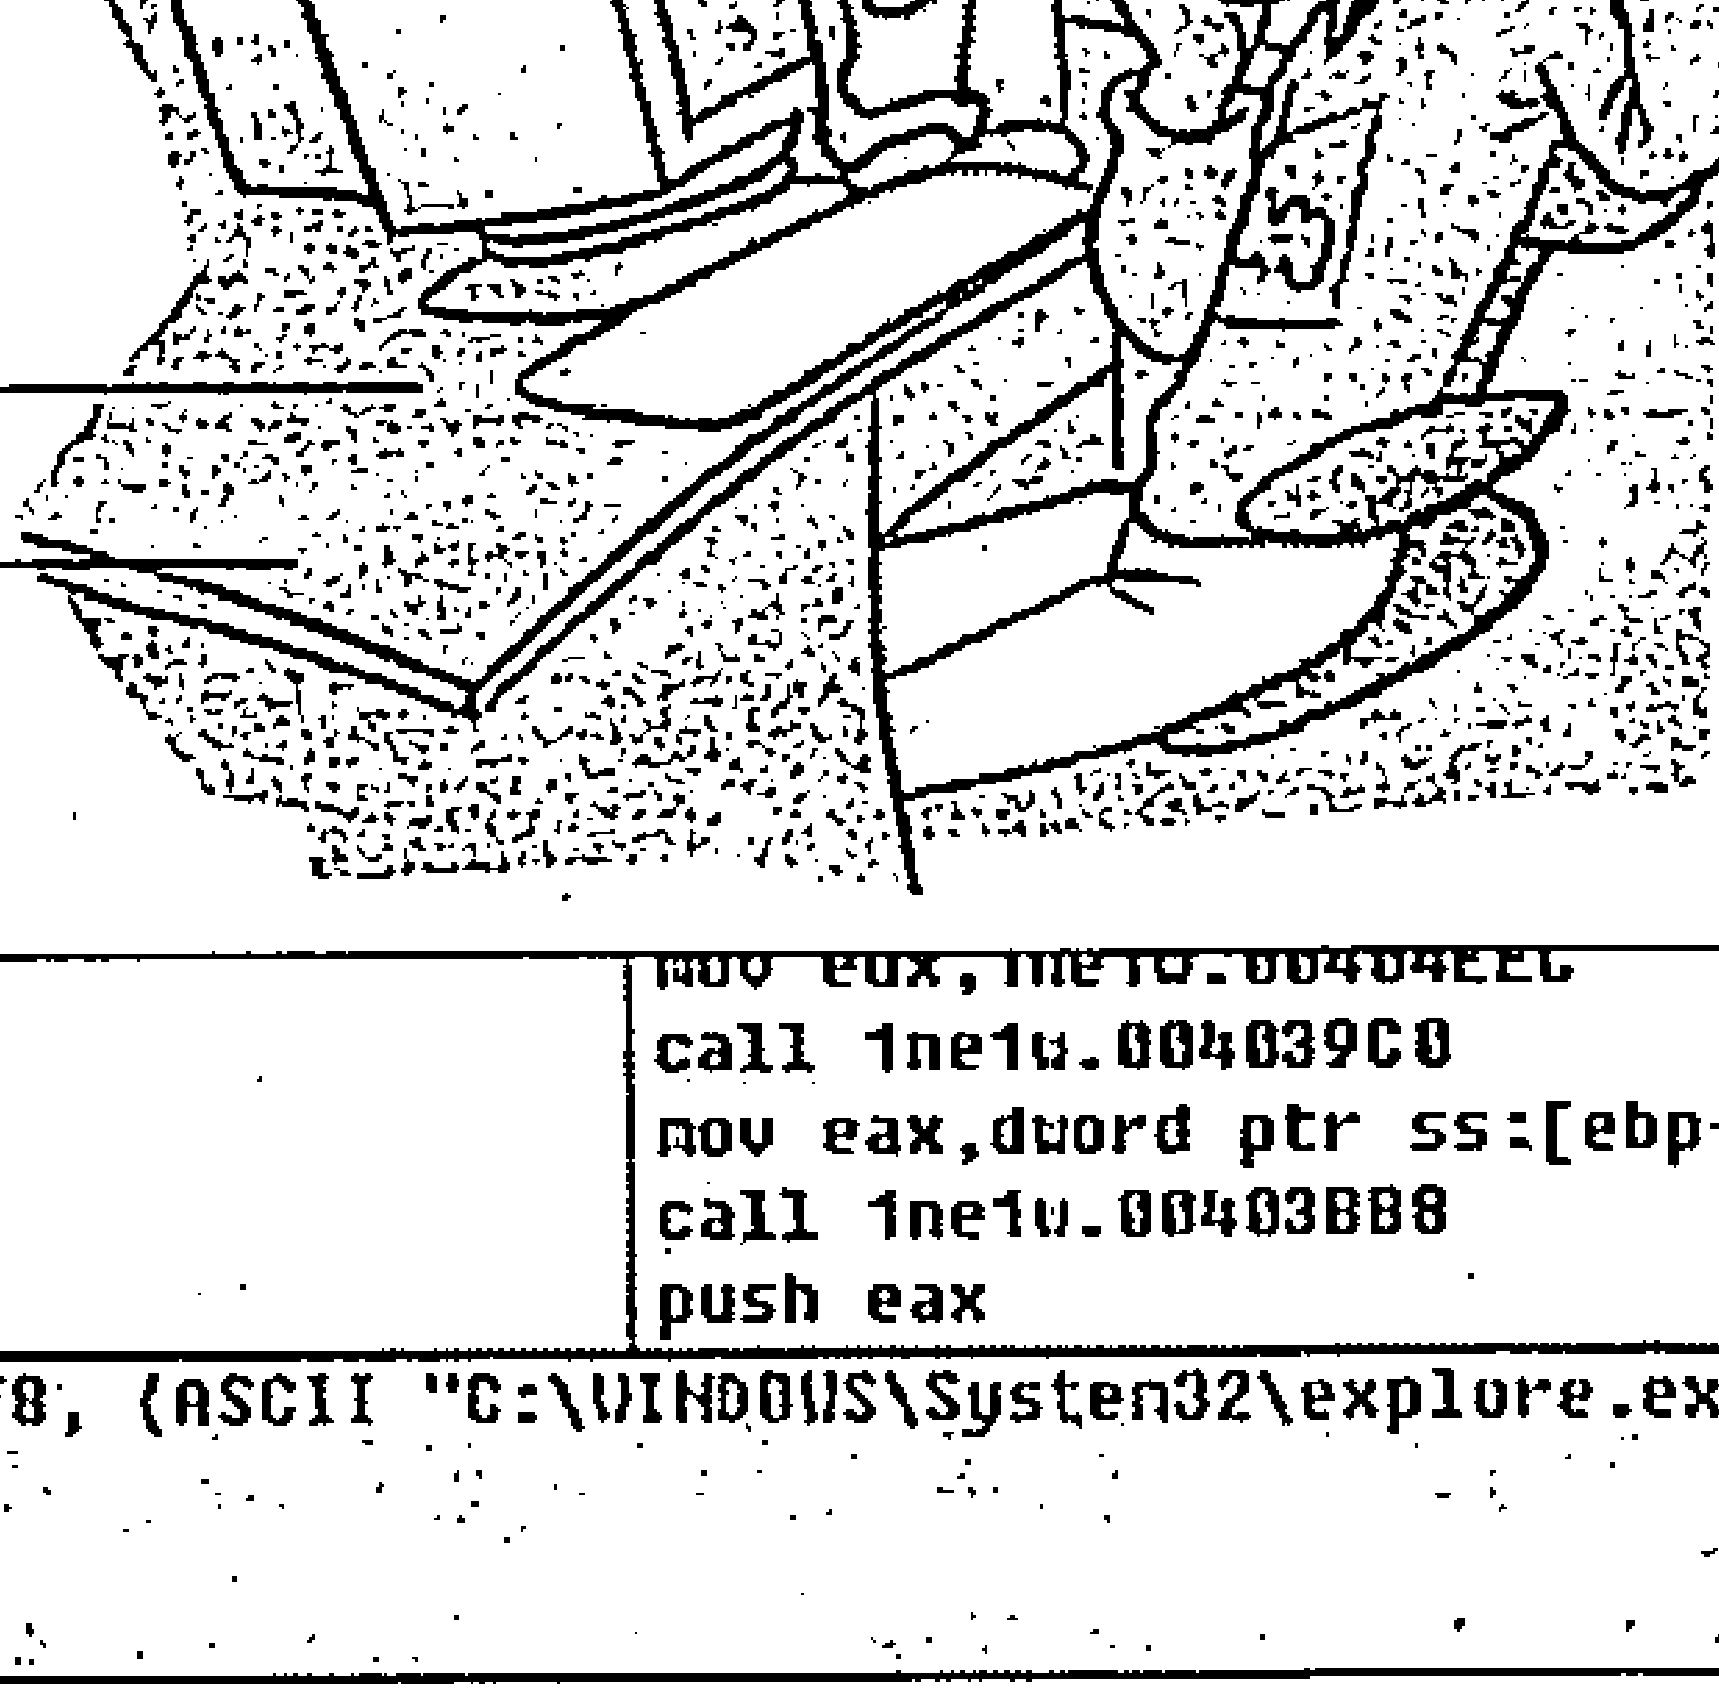 call 1ne1w.004039C0
mov eax,dword ptr ss:[ebp-
call 1ne1w.00403BB8
push eax
F8, (ASCII "C:\WINDOWS\System32\explore.ex